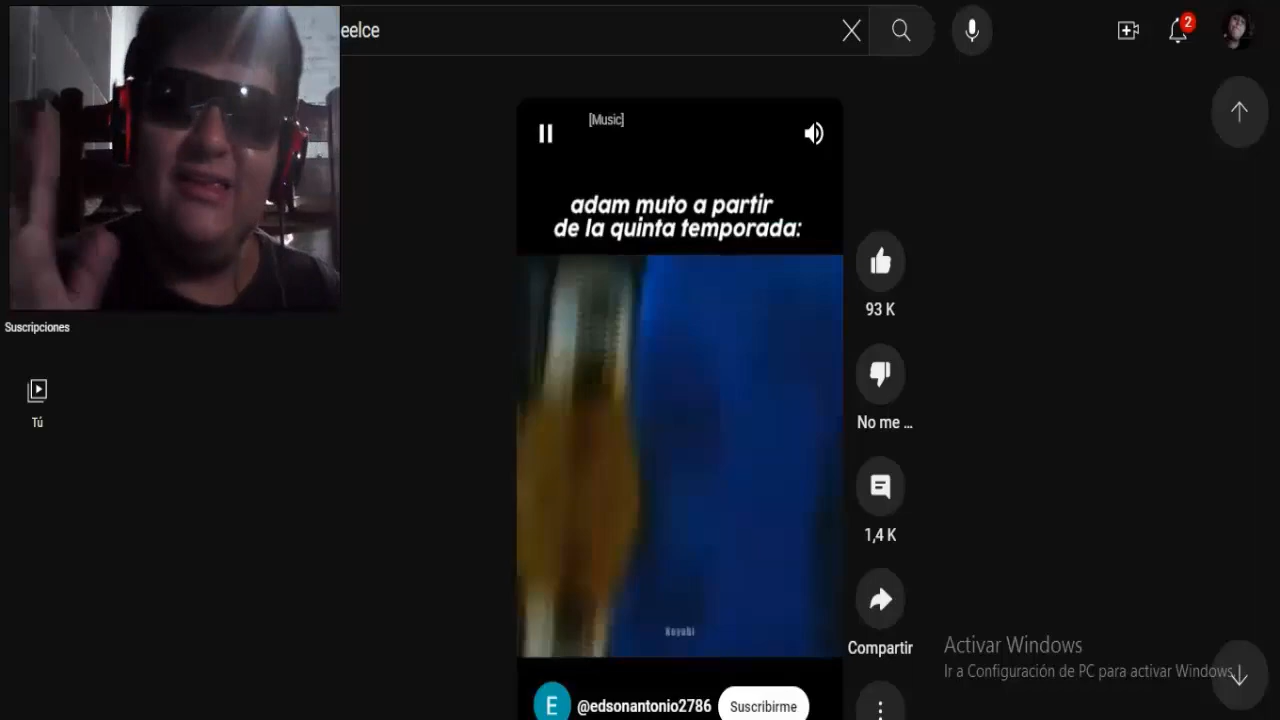 eelce
2
[Music]
adam muto a partir
de la quinta temporada:
93 K
No me ...
1,4 K
Compartir
Suscripciones
Tú
Activar Windows
Ir a Configuración de PC para activar Windows.
E
@edsonantonio2786
Suscribirme